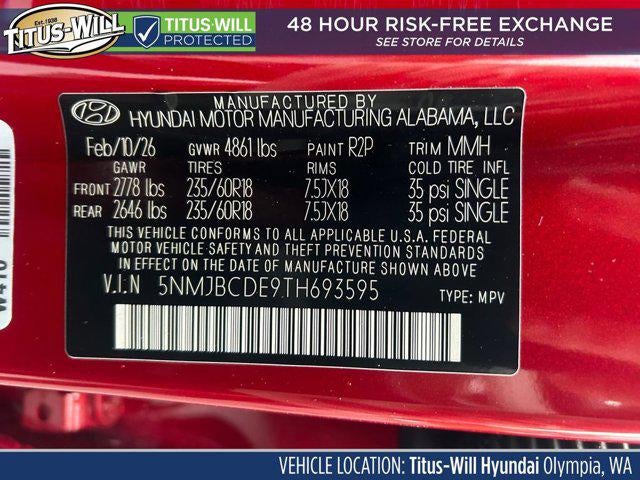 Est. 1938
TITUS-WILL
TITUS-WILL
PROTECTED
48 HOUR RISK-FREE EXCHANGE
SEE STORE FOR DETAILS
MANUFACTURED BY
HYUNDAI MOTOR MANUFACTURING ALABAMA, LLC
Feb/10/26 GVWR 4861 lbs PAINT R2P TRIM MMH
GAWR TIRES RIMS COLD TIRE INFL
FRONT 2778 lbs 235/60R18 7.5JX18 35 psi SINGLE
REAR 2646 lbs 235/60R18 7.5JX18 35 psi SINGLE
THIS VEHICLE CONFORMS TO ALL APPLICABLE U.S.A. FEDERAL
MOTOR VEHICLE SAFETY AND THEFT PREVENTION STANDARDS
IN EFFECT ON THE DATE OF MANUFACTURE SHOWN ABOVE.
V.I.N 5NMJBCDE9TH693595 TYPE: MPV
W410
VEHICLE LOCATION: Titus-Will Hyundai Olympia, WA